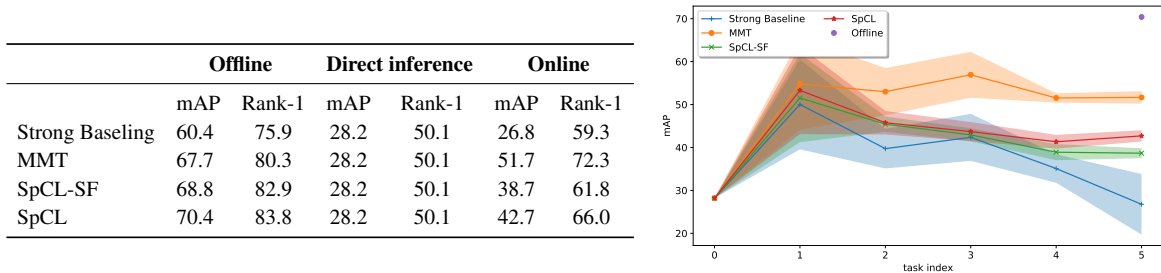 Offline Direct inference Online
mAP Rank-1 mAP Rank-1 mAP Rank-1
Strong Baseling 60.4 75.9 28.2 50.1 26.8 59.3
MMT 67.7 80.3 28.2 50.1 51.7 72.3
SpCL-SF 68.8 82.9 28.2 50.1 38.7 61.8
SpCL 70.4 83.8 28.2 50.1 42.7 66.0
Strong Baseline
MMT
SpCL-SF
SpCL
Offline
mAP
70
60
50
40
30
20
0 1 2 3 4 5
task index